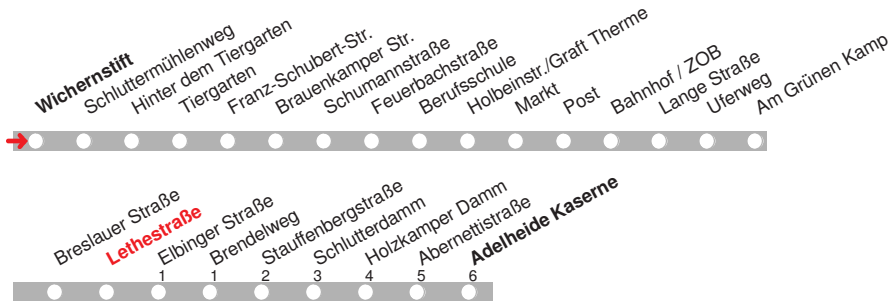 Wichernstift
Schluttermühlenweg
Hinter dem Tiergarten
Tiergarten
Franz-Schubert-Str.
Brauenkamper Str.
Schumannstraße
Feuerbachstraße
Berufsschule
Holbeinstr./Graft Therme
Markt
Post
Bahnhof / ZOB
Lange Straße
Uferweg
Am Grünen Kamp
Breslauer Straße
Lethestraße
Elbinger Straße
Brendelweg
Stauffenbergstraße
Schlutterdamm
Holzkamper Damm
Abernettistraße
Adelheide Kaserne
1 1 2 3 4 5 6